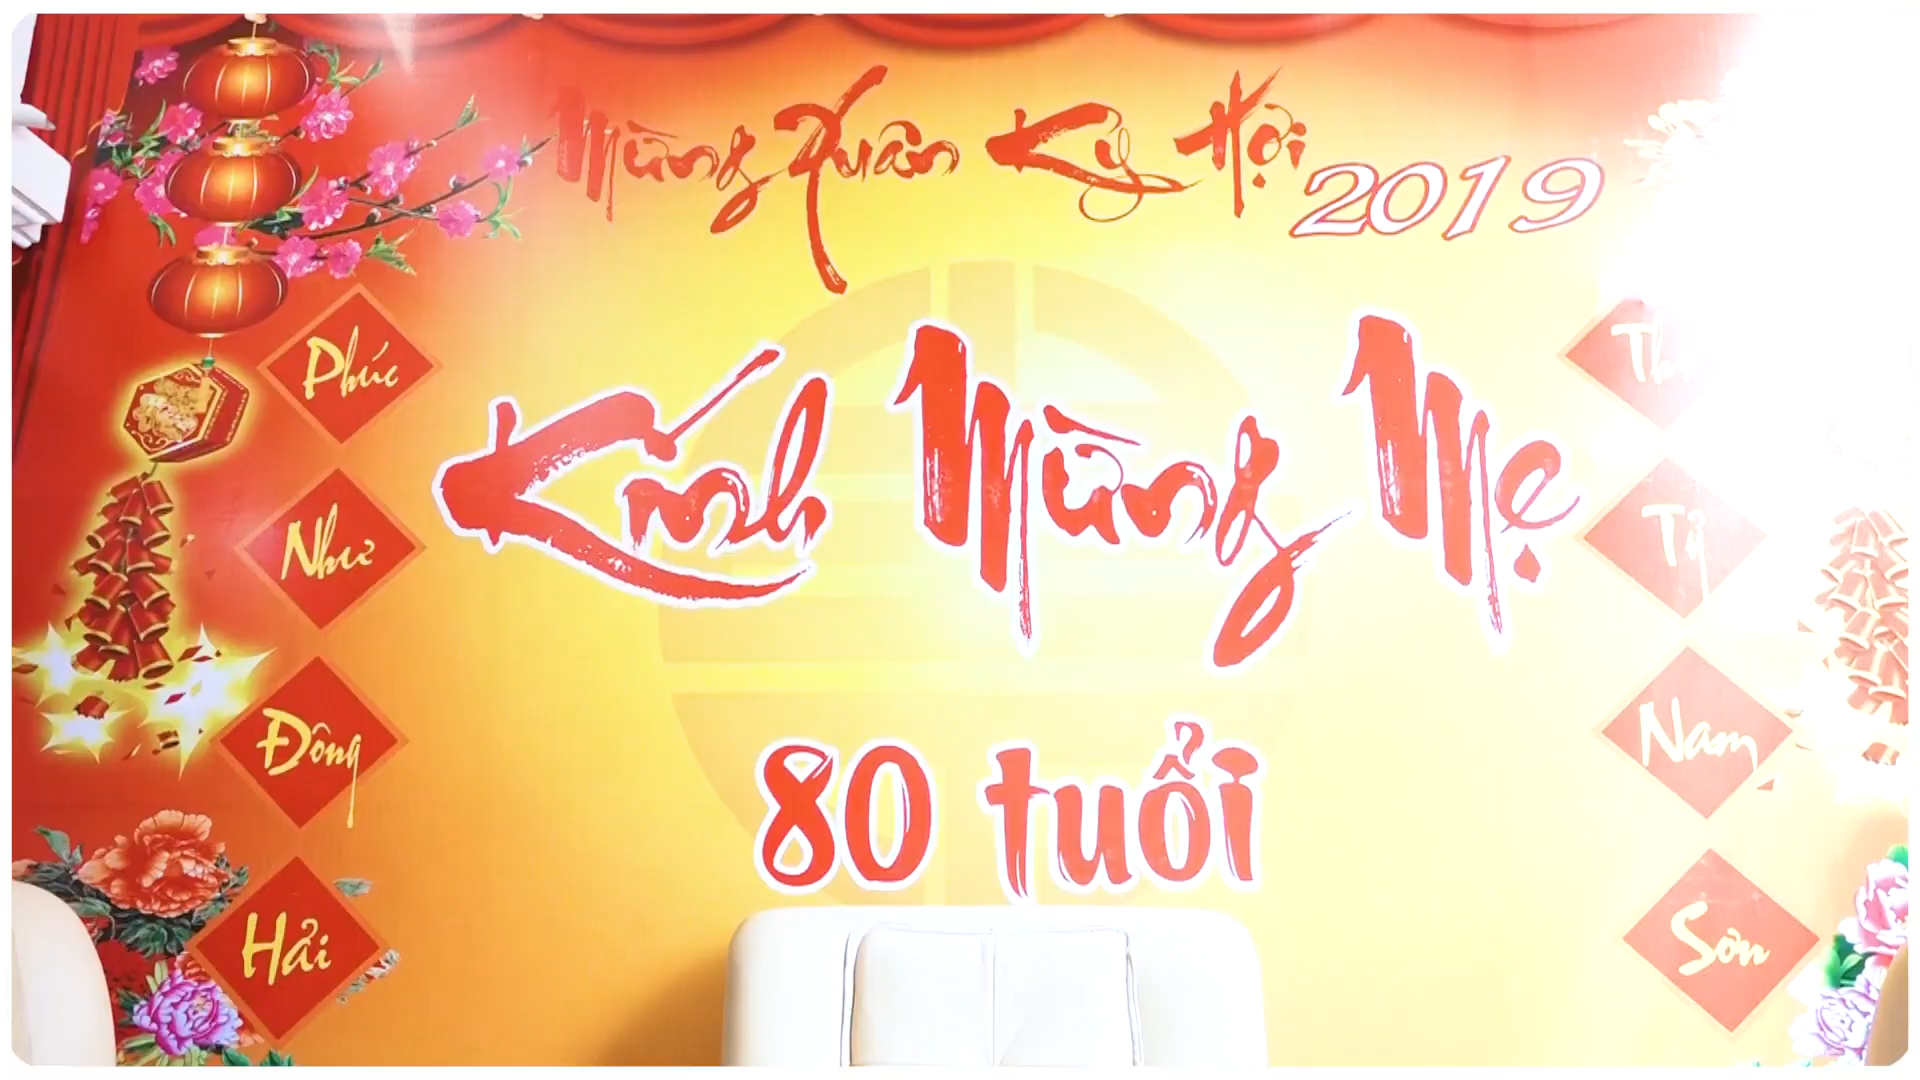 Mừng Xuân Kỷ Hợi 2019
Kính Mừng Mẹ
80 tuổi
Phúc
Như
Đông
Hải
Tỷ
Nam
Sơn